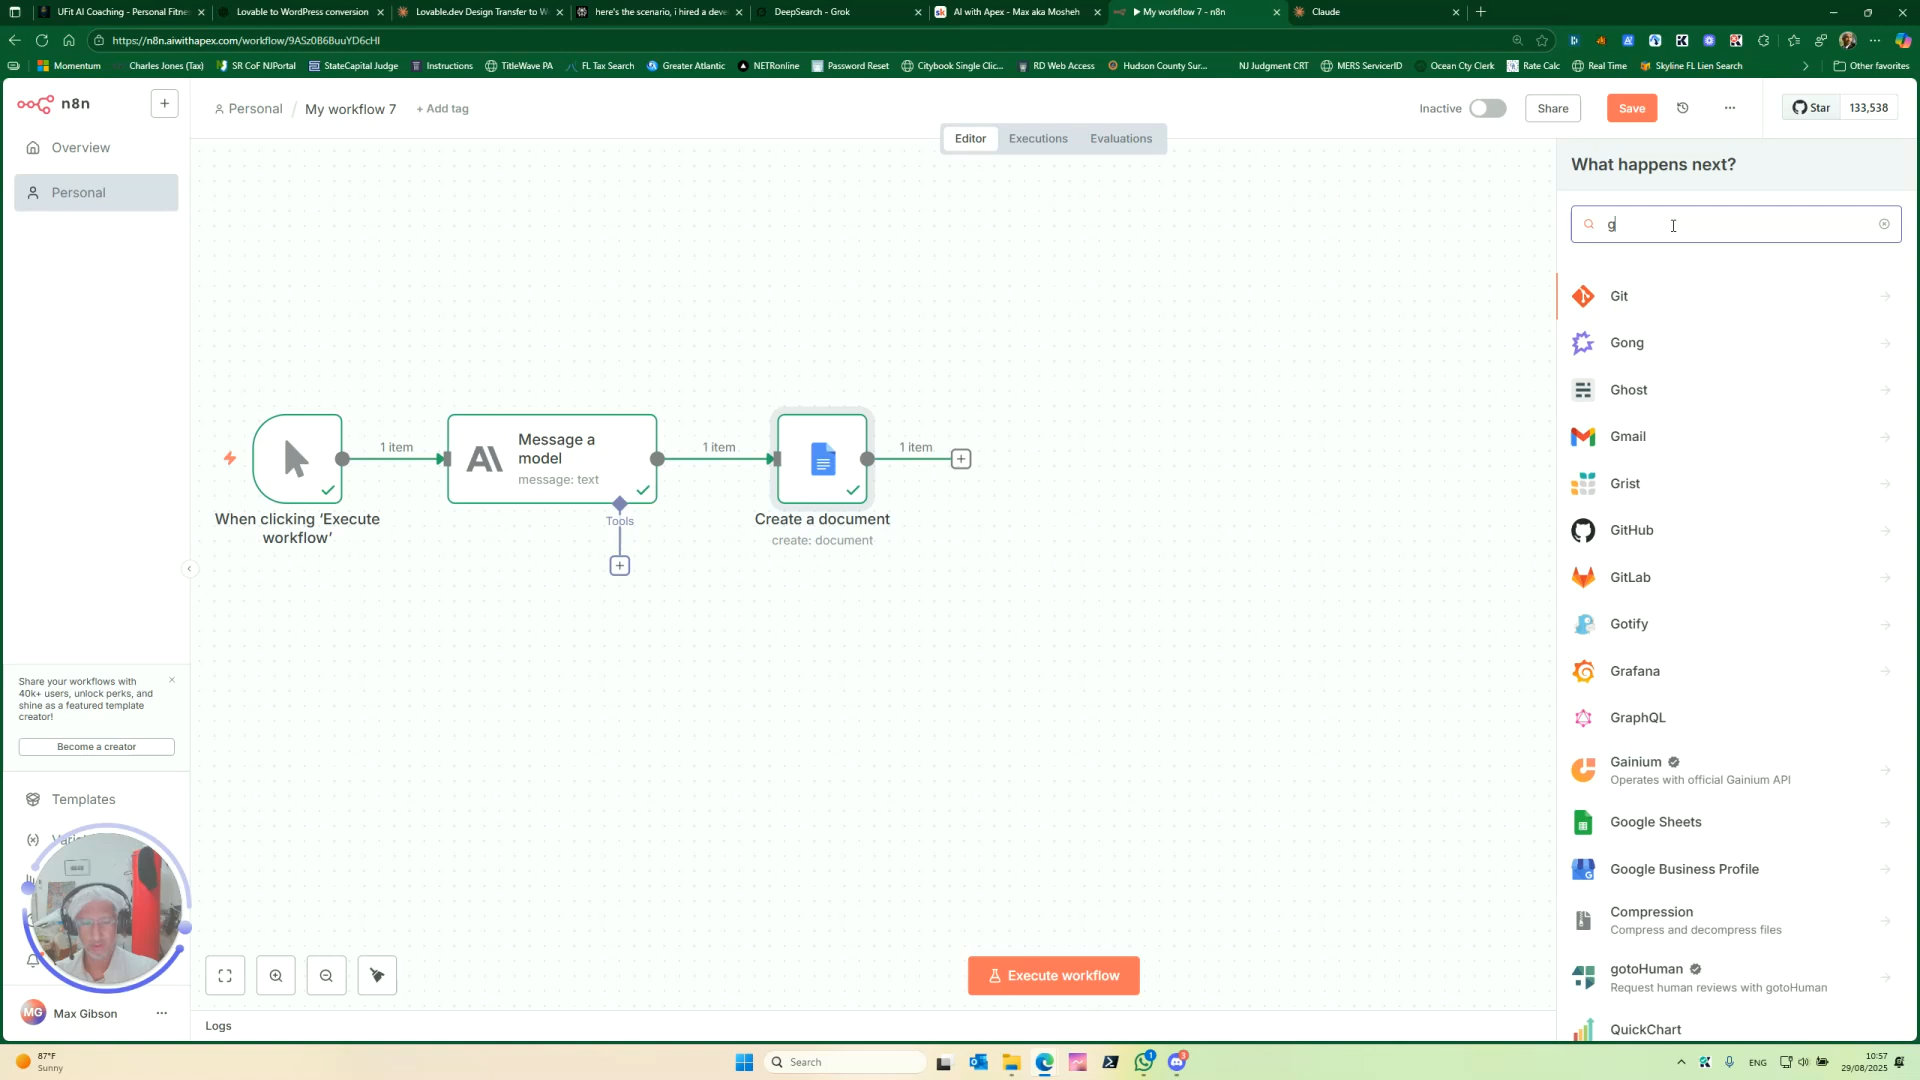 UFit AI Coaching - Personal Fitne
Lovable to WordPress conversion
Lovable.dev Design Transfer to W
here's the scenario, i hired a deve
DeepSearch - Grok
AI with Apex - Max aka Mosheh
My workflow 7 - n8n
Claude
https://n8n.aiwithapex.com/workflow/9ASz0B6BuuYD6cHI
Momentum
Charles Jones (Tax)
SR CoF NJPortal
StateCapital Judge
Instructions
TitleWave PA
FL Tax Search
Greater Atlantic
NETRonline
Password Reset
Citybook Single Clic...
RD Web Access
Hudson County Sur...
NJ Judgment CRT
MERS ServicerID
Ocean Cty Clerk
Rate Calc
Real Time
Skyline FL Lien Search
Other favorites
n8n
Personal / My workflow 7 + Add tag
Inactive
Share
Save
Star 133,538
Editor
Executions
Evaluations
Overview
Personal
What happens next?
g
Git
Gong
Ghost
Gmail
Grist
GitHub
GitLab
Gotify
Grafana
GraphQL
Gainium
Operates with official Gainium API
Google Sheets
Google Business Profile
Compression
Compress and decompress files
gotoHuman
Request human reviews with gotoHuman
QuickChart
1 item
1 item
1 item
Message a
model
message: text
Tools
When clicking ‘Execute
workflow’
Create a document
create: document
Share your workflows with
40k+ users, unlock perks, and
shine as a featured template
creator!
Become a creator
Templates
MG Max Gibson
Execute workflow
Logs
87°F
Sunny
Search
1
3
ENG
10:57
29/08/2025